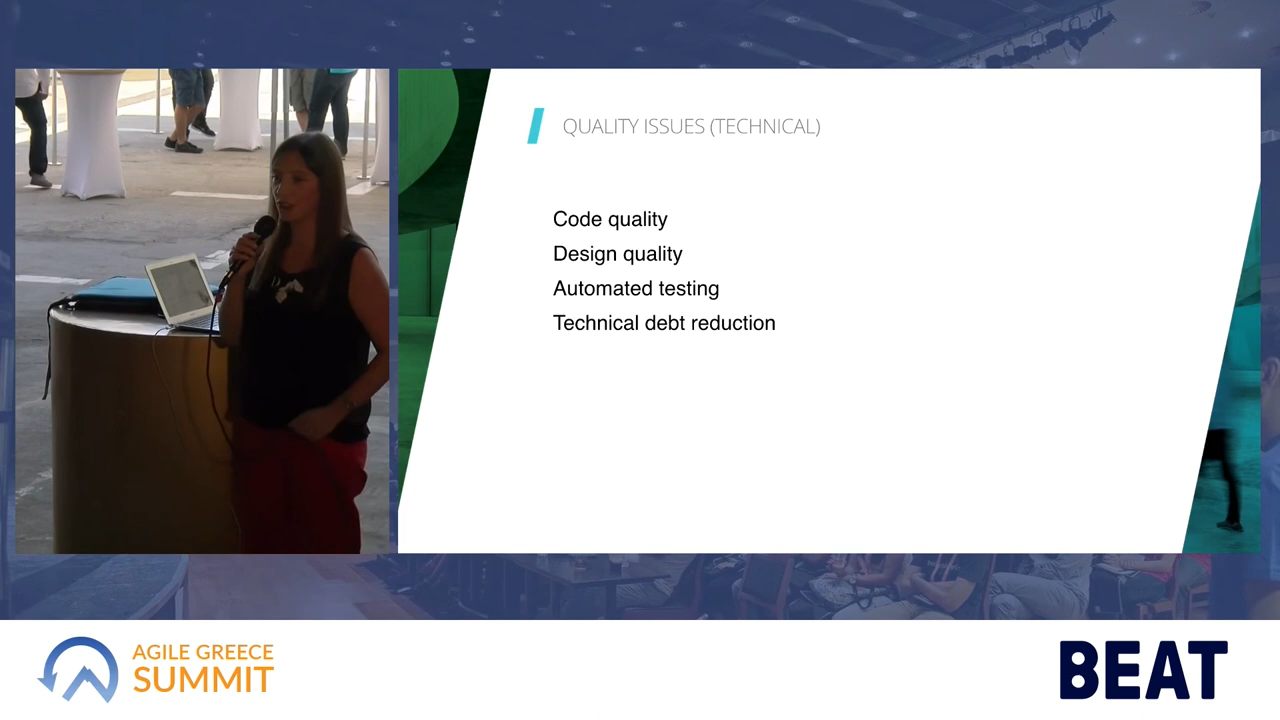 QUALITY ISSUES (TECHNICAL)
Code quality
Design quality
Automated testing
Technical debt reduction
AGILE GREECE
SUMMIT
BEAT